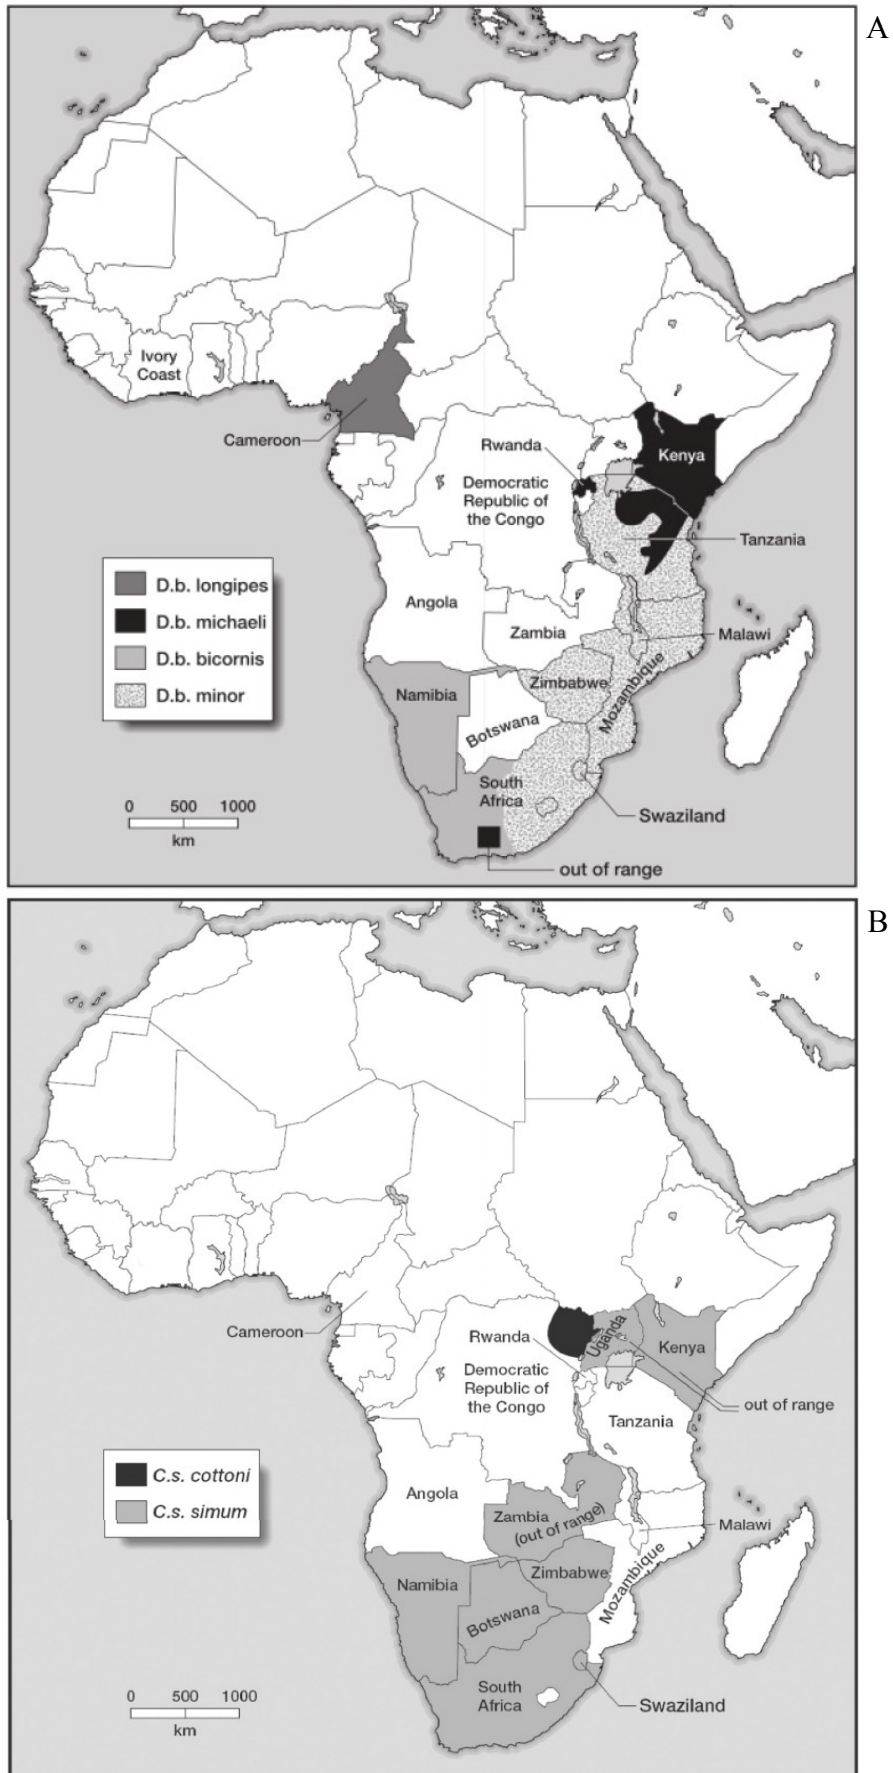 A
Ivory
Coast
Cameroon
Rwanda
Kenya
Democratic
Republic of
the Congo
Tanzania
D.b. longipes
D.b. michaeli
D.b. bicornis
D.b. minor
Angola
Zambia
Malawi
Namibia
Zimbabwe
Mozambique
Botswana
South
Africa
Swaziland
0 500 1000
km
out of range
B
Cameroon
Rwanda
Uganda
Kenya
Democratic
Republic of
the Congo
out of range
Tanzania
C.s. cottoni
C.s. simum
Angola
Zambia
(out of range)
Malawi
Namibia
Zimbabwe
Mozambique
Botswana
South
Africa
Swaziland
0 500 1000
km